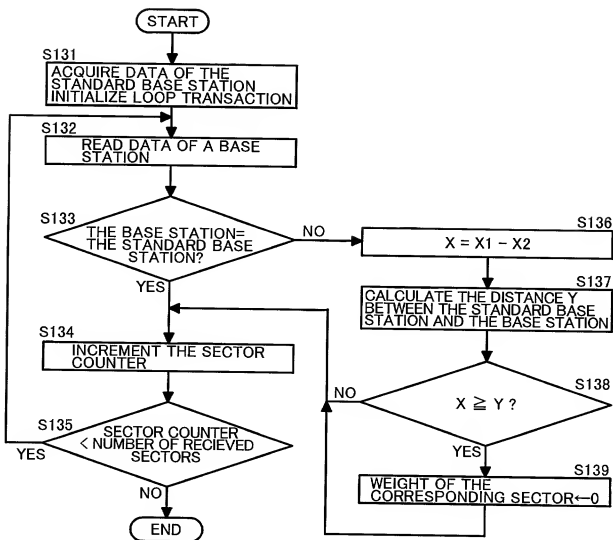 START
S131
ACQUIRE DATA OF THE
STANDARD BASE STATION
INITIALIZE LOOP TRANSACTION
S132
READ DATA OF A BASE
STATION
S133
THE BASE STATION=
THE STANDARD BASE
STATION?
NO
YES
S134
INCREMENT THE SECTOR
COUNTER
S135
SECTOR COUNTER
< NUMBER OF RECIEVED
SECTORS
YES
NO
END
S136
X = X1 - X2
S137
CALCULATE THE DISTANCE Y
BETWEEN THE STANDARD BASE
STATION AND THE BASE STATION
S138
X ≧ Y ?
NO
YES
S139
WEIGHT OF THE
CORRESPONDING SECTOR←0